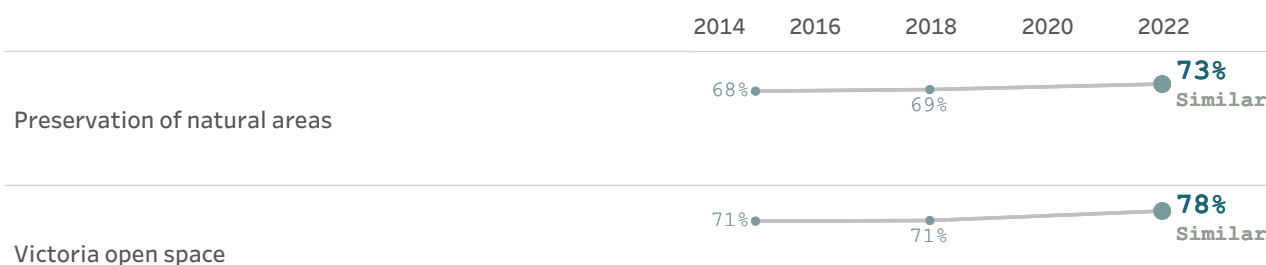 2014 2016 2018 2020 2022
73%
68%
Similar
69%
Preservation of natural areas
78%
71%
Similar
71%
Victoria open space